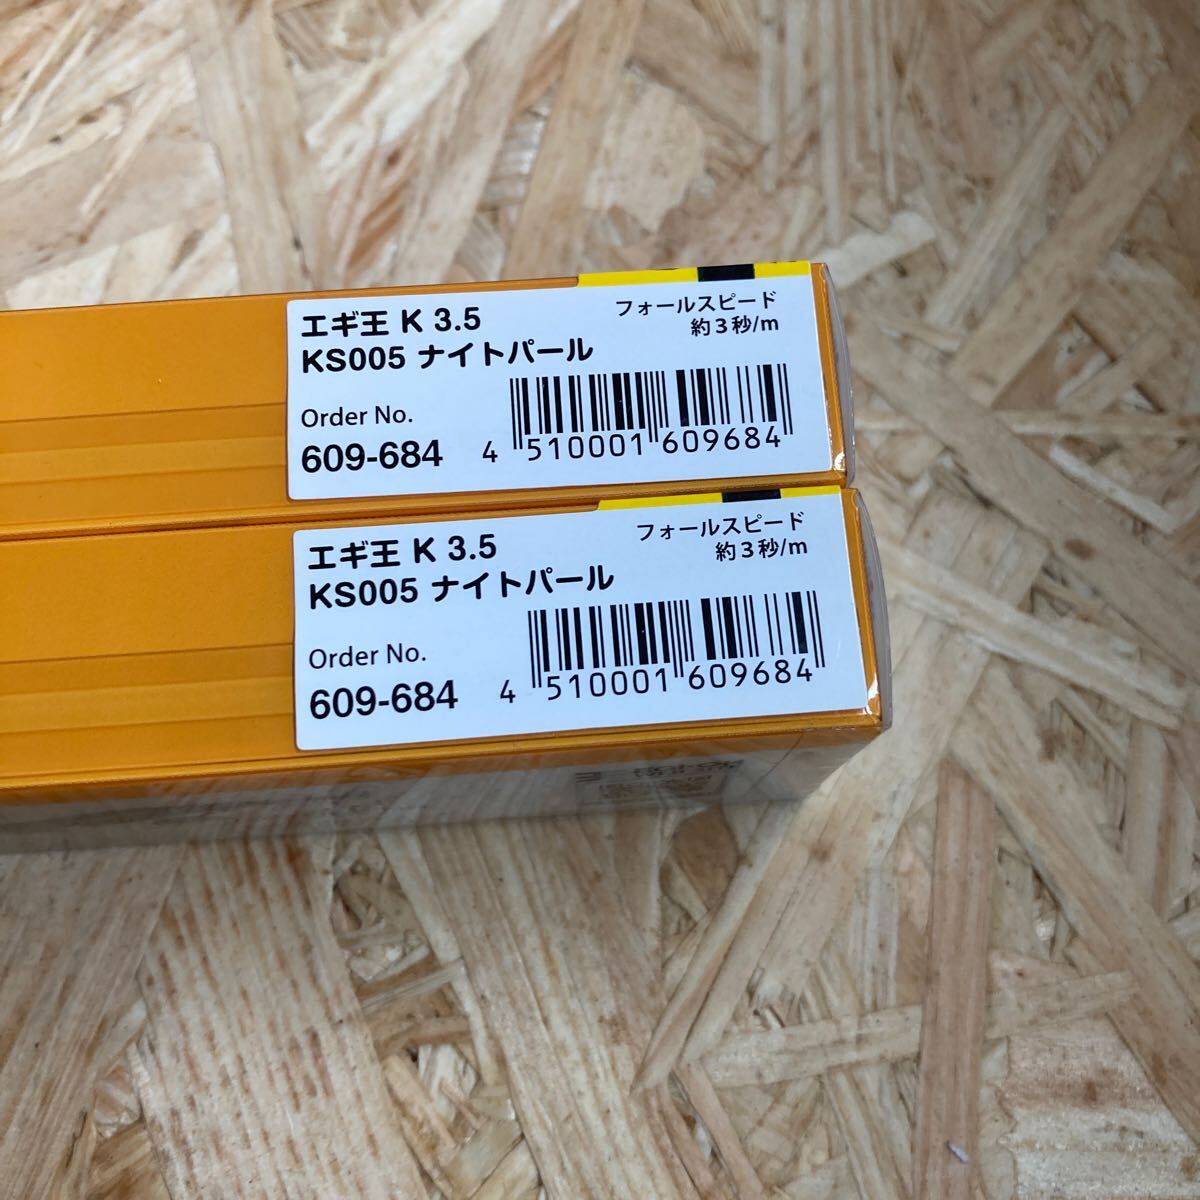 エギ王 K 3.5
フォールスピード
約3秒/m
KS005 ナイトパール
Order No.
609-684
4 510001 609684
エギ王 K 3.5
フォールスピード
約3秒/m
KS005 ナイトパール
Order No.
609-684
4 510001 609684